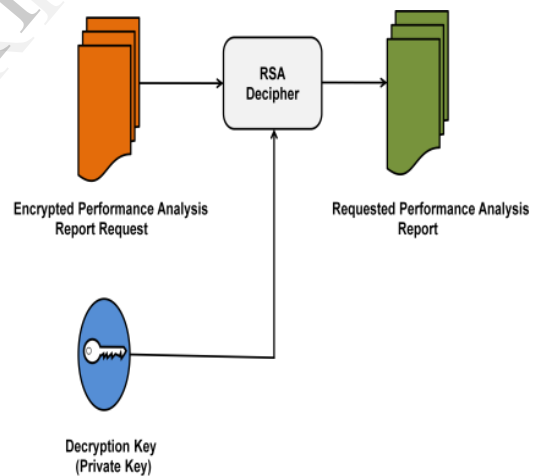 RSA
Decipher
Encrypted Performance Analysis
Report Request
Requested Performance Analysis
Report
Decryption Key
(Private Key)